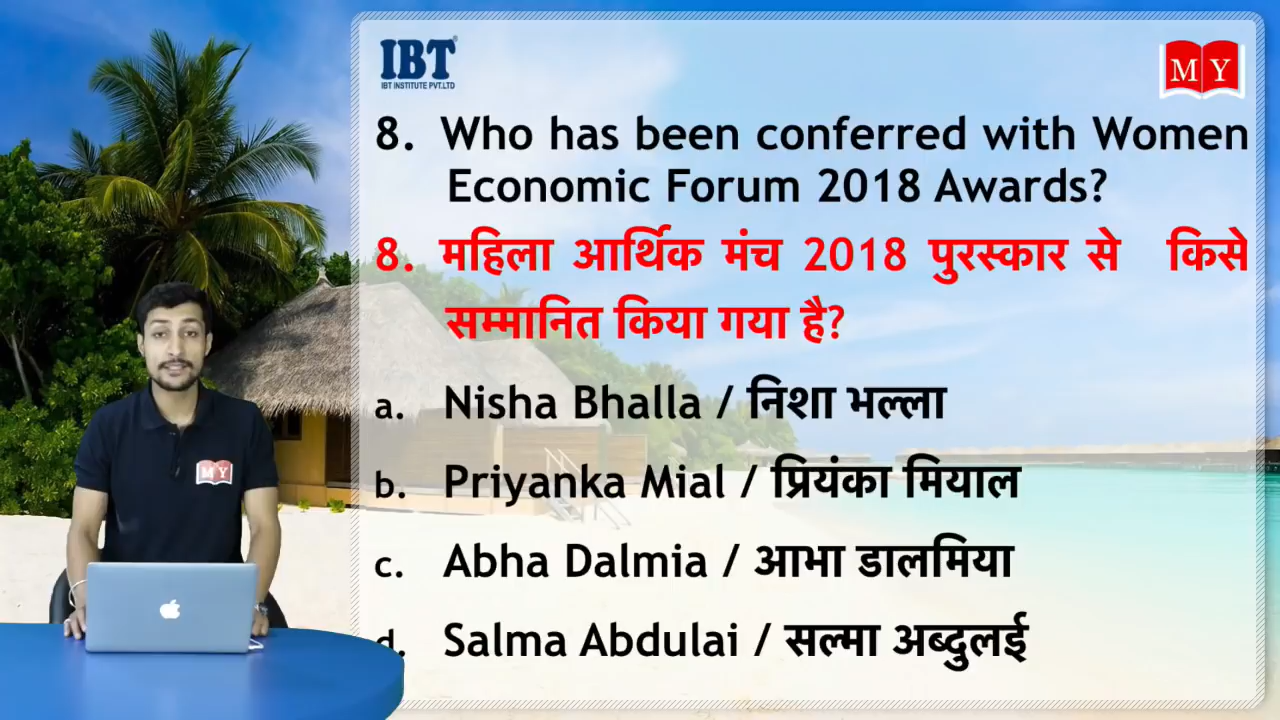 IBT
IBT INSTITUTE PVT.LTD
M Y
8. Who has been conferred with Women
Economic Forum 2018 Awards?
8. महिला आर्थिक मंच 2018 पुरस्कार से किसे
सम्मानित किया गया है?
a. Nisha Bhalla / निशा भल्ला
b. Priyanka Mial / प्रियंका मियाल
c. Abha Dalmia / आभा डालमिया
d. Salma Abdulai / सल्मा अब्दुलई
M Y